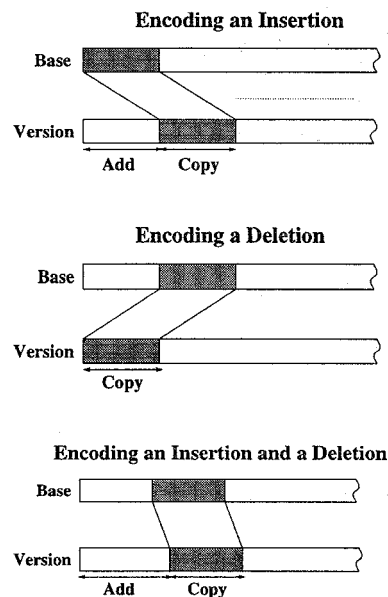 Encoding an Insertion
Base
Version
Add Copy
Encoding a Deletion
Base
Version
Copy
Encoding an Insertion and a Deletion
Base
Version
Add Copy